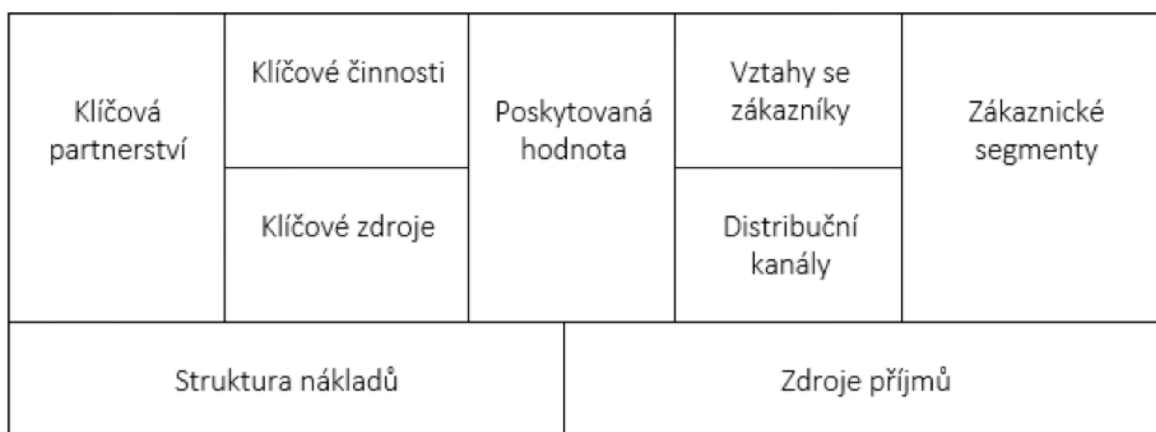 Klíčová
partnerství
Klíčové činnosti
Klíčové zdroje
Poskytovaná
hodnota
Vztahy se
zákazníky
Distribuční
kanály
Zákaznické
segmenty
Struktura nákladů
Zdroje příjmů